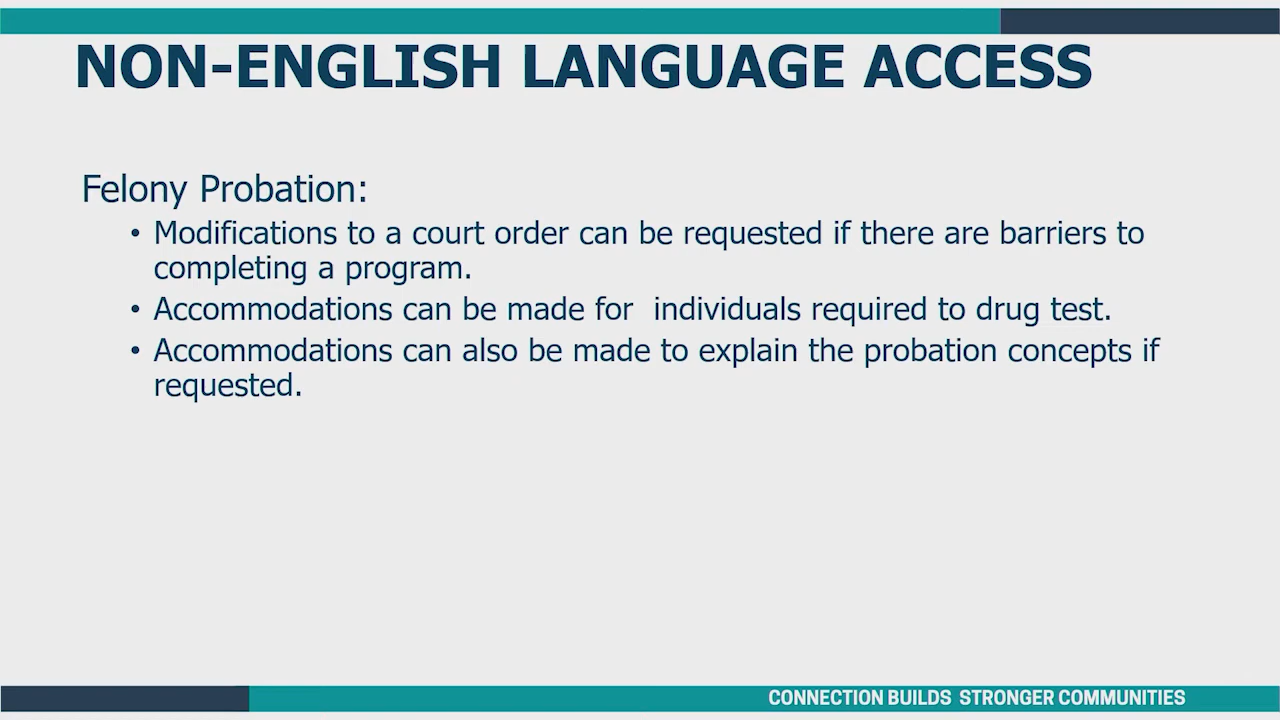 NON-ENGLISH LANGUAGE ACCESS
Felony Probation:
• Modifications to a court order can be requested if there are barriers to
completing a program.
• Accommodations can be made for  individuals required to drug test.
• Accommodations can also be made to explain the probation concepts if
requested.
CONNECTION BUILDS  STRONGER COMMUNITIES